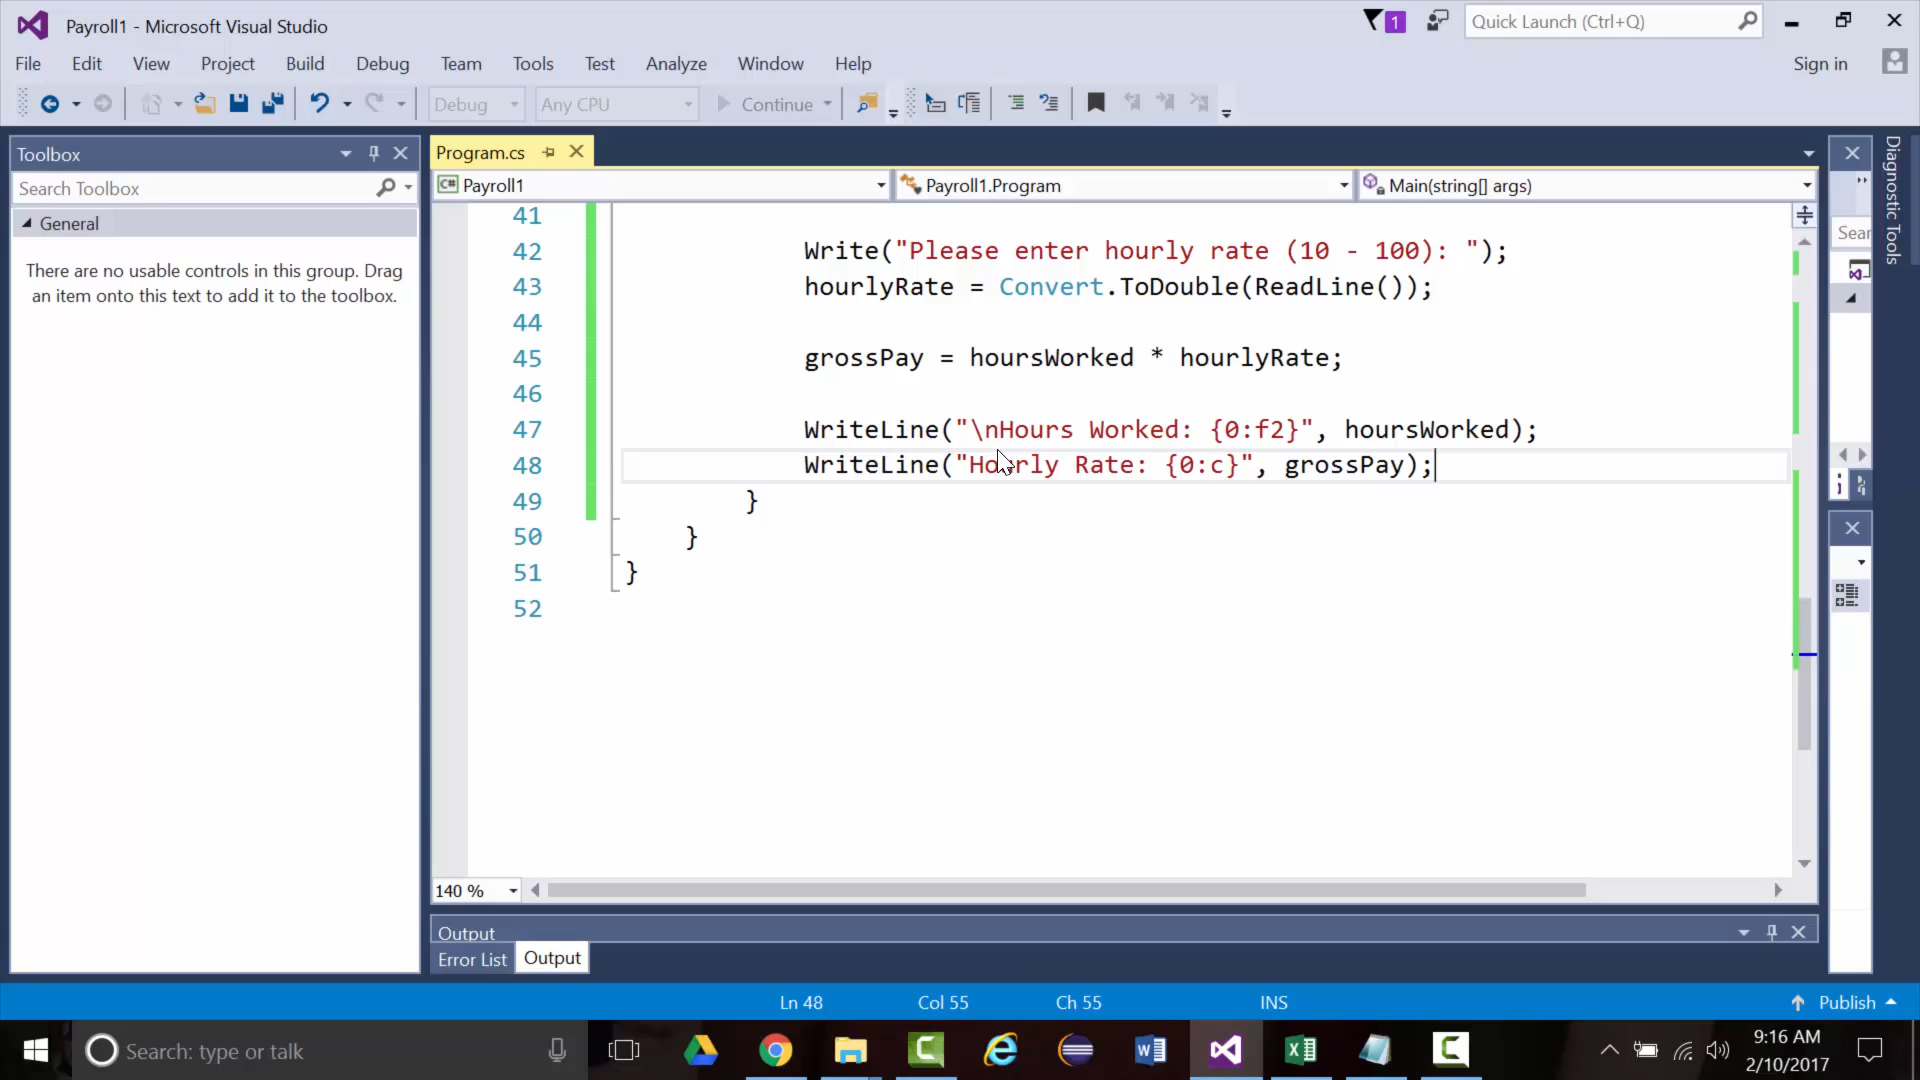 Payroll1 - Microsoft Visual Studio
1
Quick Launch (Ctrl+Q)
File Edit View Project Build Debug Team Tools Test Analyze Window Help
Sign in
Debug Any CPU Continue
Toolbox
Search Toolbox
General
There are no usable controls in this group. Drag
an item onto this text to add it to the toolbox.
Program.cs
Payroll1
Payroll1.Program
Main(string[] args)
41
42 Write("Please enter hourly rate (10 - 100): ");
43 hourlyRate = Convert.ToDouble(ReadLine());
44
45 grossPay = hoursWorked * hourlyRate;
46
47 WriteLine("\nHours Worked: {0:f2}", hoursWorked);
48 WriteLine("Hourly Rate: {0:c}", grossPay);
49 }
50 }
51 }
52
140 %
Output
Error List Output
Sear
Diagnostic Tools
Ln 48 Col 55 Ch 55 INS Publish
Search: type or talk
9:16 AM
2/10/2017